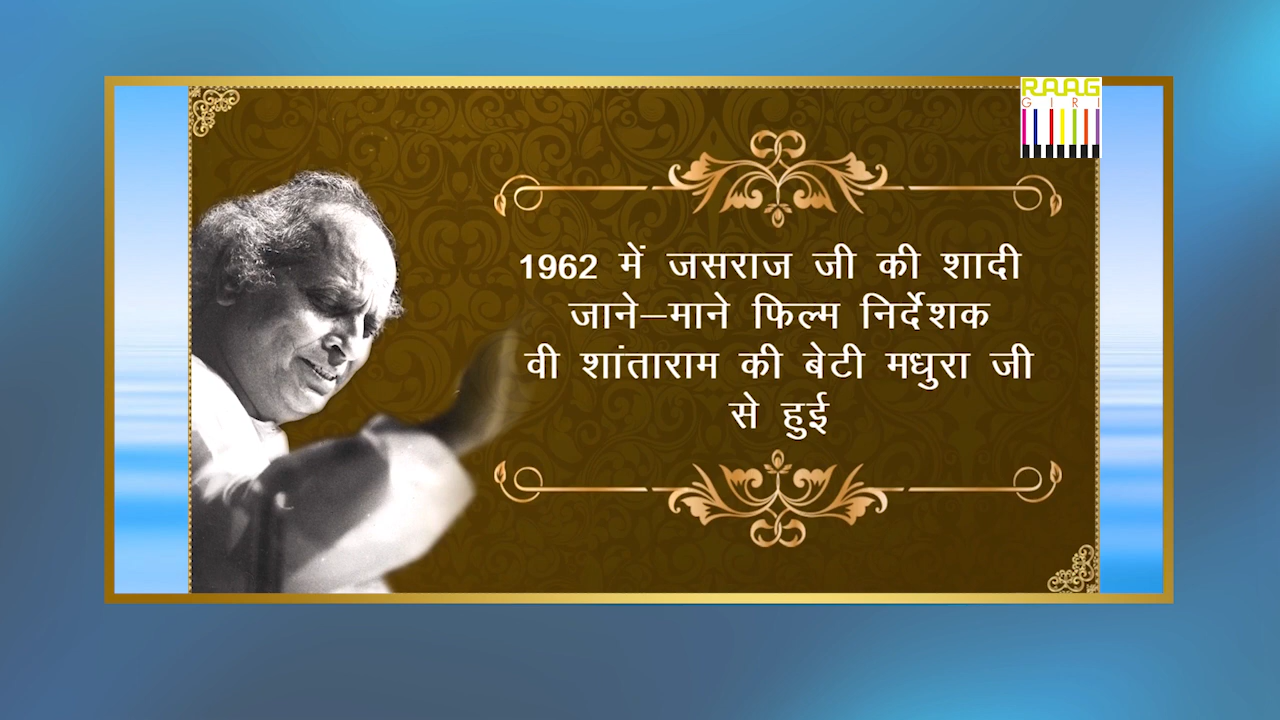 RAAG
GIRI
1962 में जसराज जी की शादी
जाने–माने फिल्म निर्देशक
वी शांताराम की बेटी मधुरा जी
से हुई